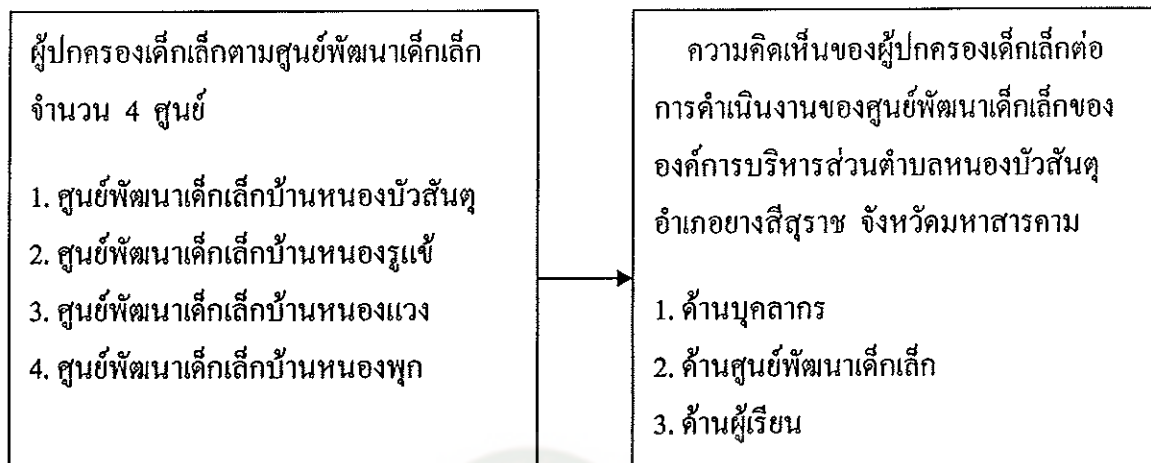 ผู้ปกครองเด็กเล็กตามศูนย์พัฒนาเด็กเล็ก
จำนวน 4 ศูนย์
1. ศูนย์พัฒนาเด็กเล็กบ้านหนองบัวสันตุ
2. ศูนย์พัฒนาเด็กเล็กบ้านหนองรูแข้
3. ศูนย์พัฒนาเด็กเล็กบ้านหนองแวง
4. ศูนย์พัฒนาเด็กเล็กบ้านหนองพุก
ความคิดเห็นของผู้ปกครองเด็กเล็กต่อ
การดำเนินงานของศูนย์พัฒนาเด็กเล็กของ
องค์การบริหารส่วนตำบลหนองบัวสันตุ
อำเภอยางสีสุราช จังหวัดมหาสารคาม
1. ด้านบุคลากร
2. ด้านศูนย์พัฒนาเด็กเล็ก
3. ด้านผู้เรียน